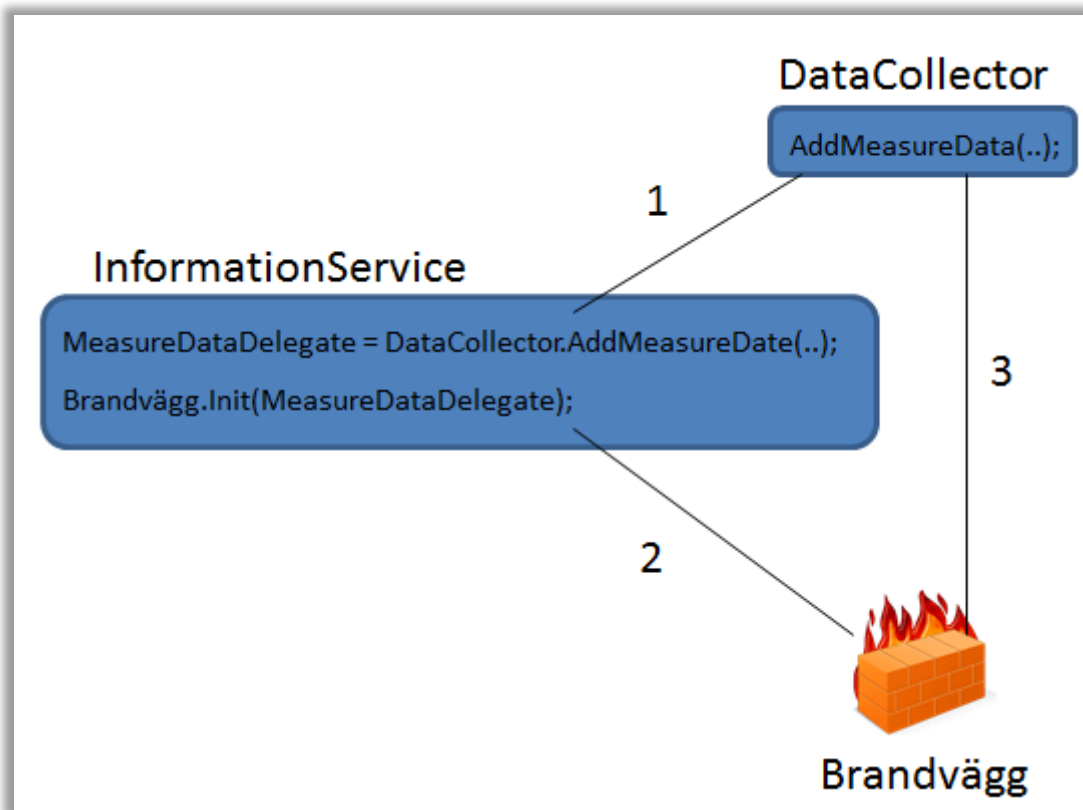 DataCollector
AddMeasureData(..);
1
InformationService
MeasureDataDelegate = DataCollector.AddMeasureDate(..);
Brandvägg.Init(MeasureDataDelegate);
3
2
Brandvägg